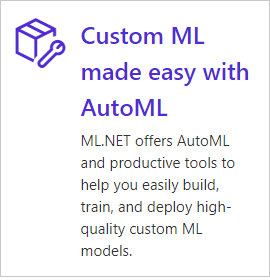 Custom ML
made easy with
AutoML
ML.NET offers AutoML
and productive tools to
help you easily build,
train, and deploy high-
quality custom ML
models.